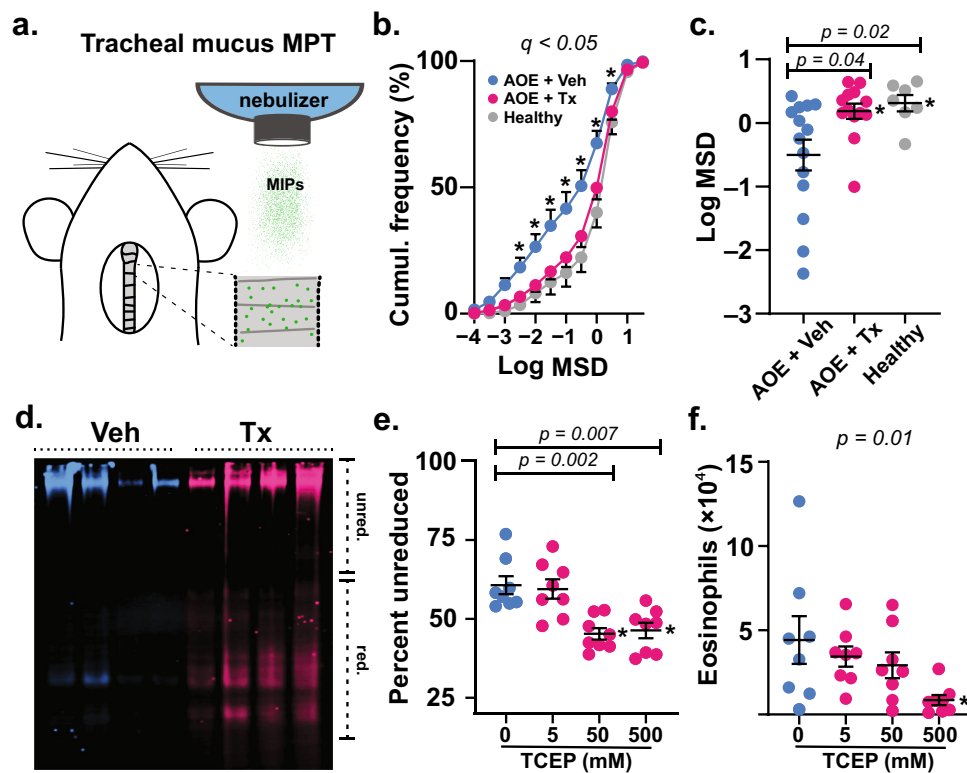 a.
Tracheal mucus MPT
nebulizer
MIPs
b.
q < 0.05
AOE + Veh
AOE + Tx
Healthy
Cumul. frequency (%)
100
50
0
−4 −3 −2 −1 0 1
Log MSD
* * * * * * *
c.
p = 0.02
p = 0.04
Log MSD
1
0
−1
−2
−3
* *
AOE + Veh
AOE + Tx
Healthy
d.
Veh Tx
unred.
red.
e.
p = 0.007
p = 0.002
Percent unreduced
100
75
50
25
* *
0 5 50 500
TCEP (mM)
f.
p = 0.01
Eosinophils (×10⁴)
15
10
5
0
*
0 5 50 500
TCEP (mM)